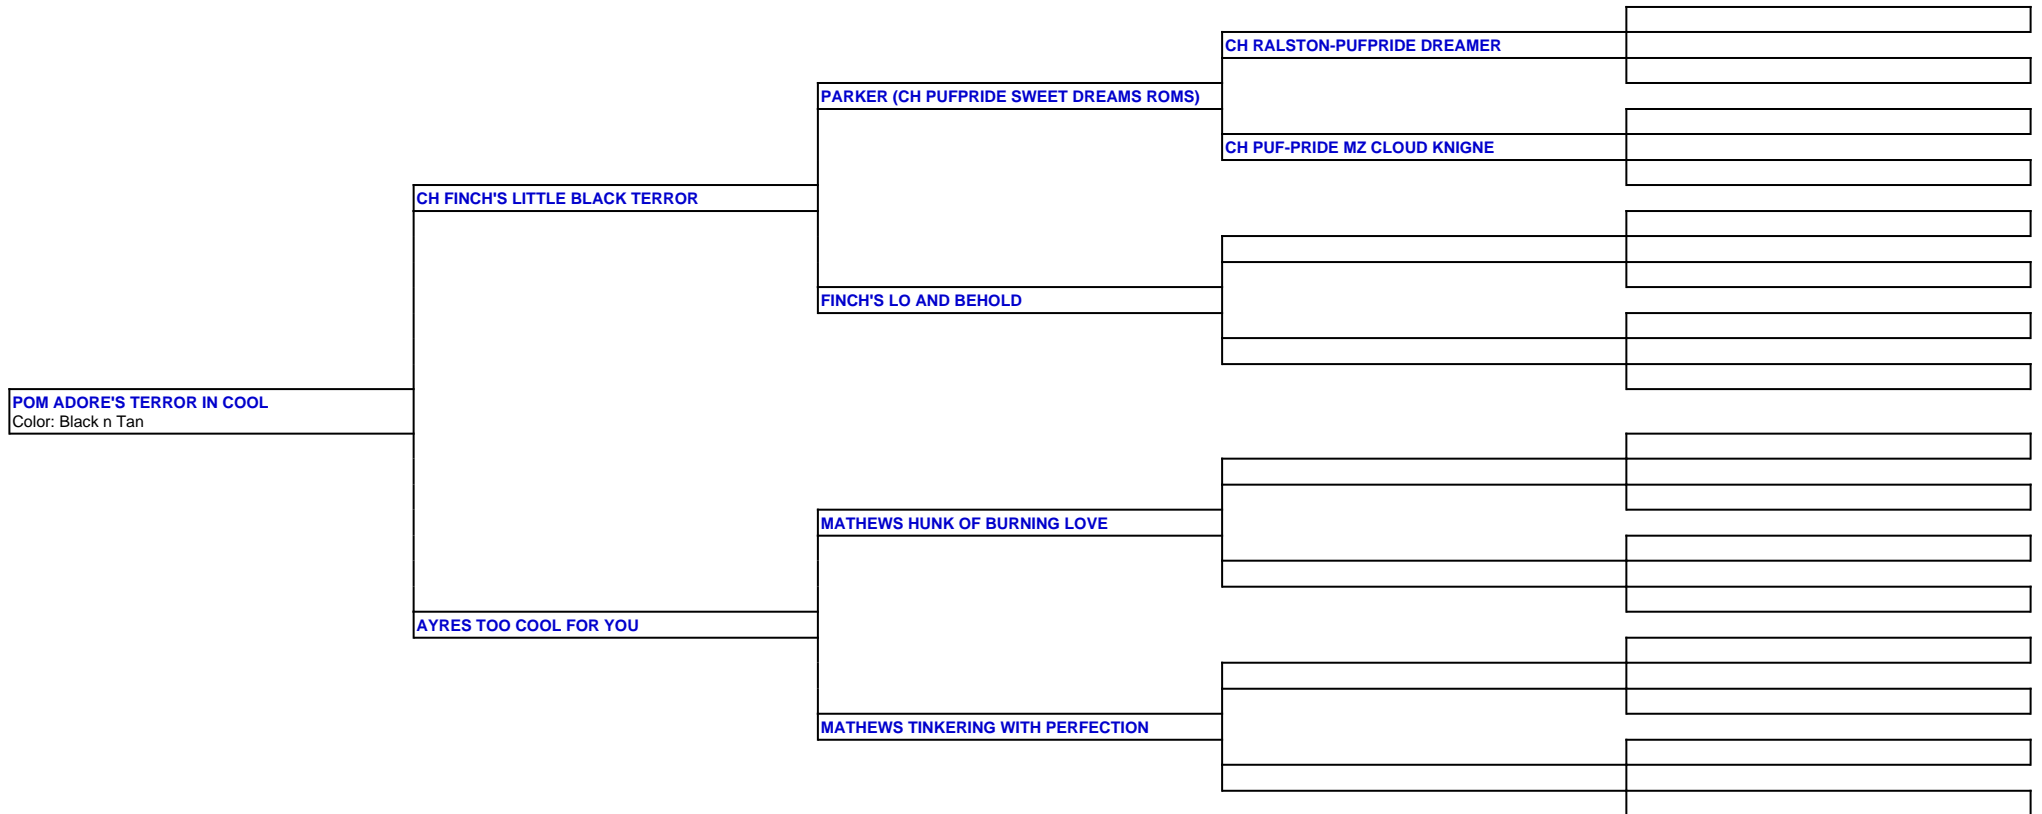 CH RALSTON-PUFPRIDE DREAMER
PARKER (CH PUFPRIDE SWEET DREAMS ROMS)
CH PUF-PRIDE MZ CLOUD KNIGNE
CH FINCH'S LITTLE BLACK TERROR
FINCH'S LO AND BEHOLD
POM ADORE'S TERROR IN COOL
Color: Black n Tan
MATHEWS HUNK OF BURNING LOVE
AYRES TOO COOL FOR YOU
MATHEWS TINKERING WITH PERFECTION